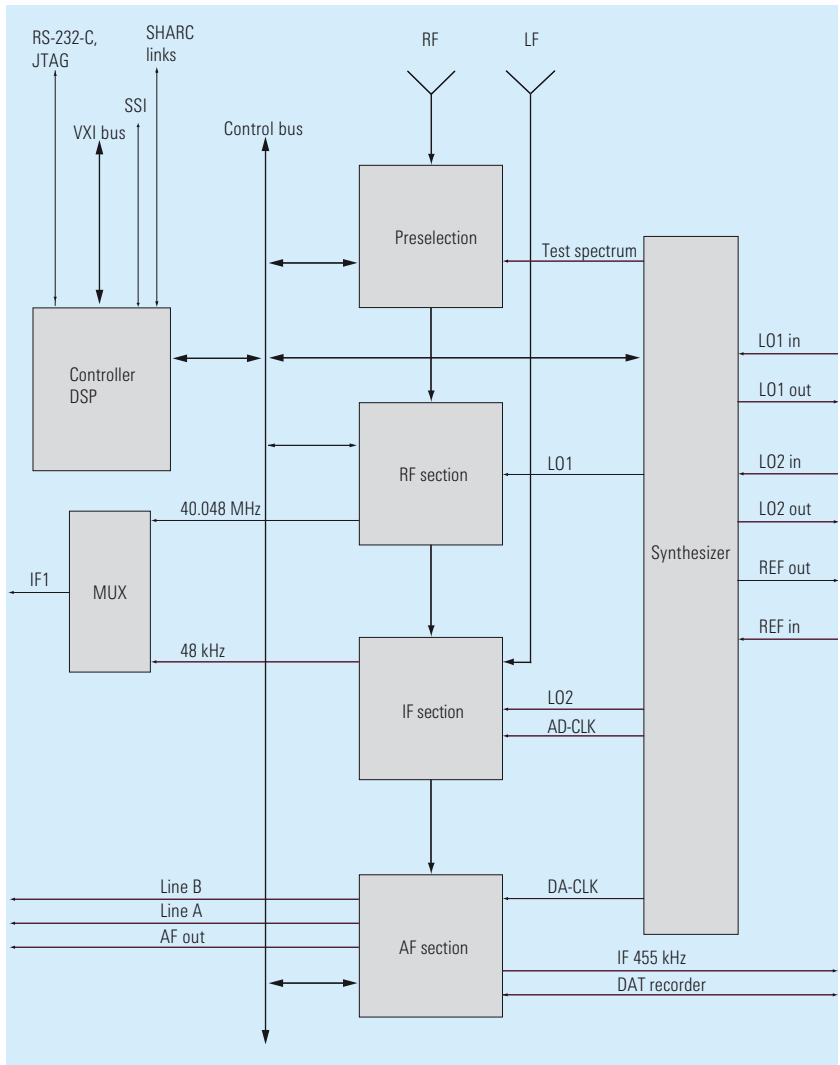 RS-232-C,
JTAG
SHARC
links
RF
LF
SSI
VXI bus
Control bus
Preselection
Test spectrum
LO1 in
Controller
DSP
LO1 out
RF section
LO1
LO2 in
40.048 MHz
LO2 out
Synthesizer
IF1
MUX
REF out
REF in
48 kHz
IF section
LO2
AD-CLK
Line B
DA-CLK
Line A
AF out
AF section
IF 455 kHz
DAT recorder